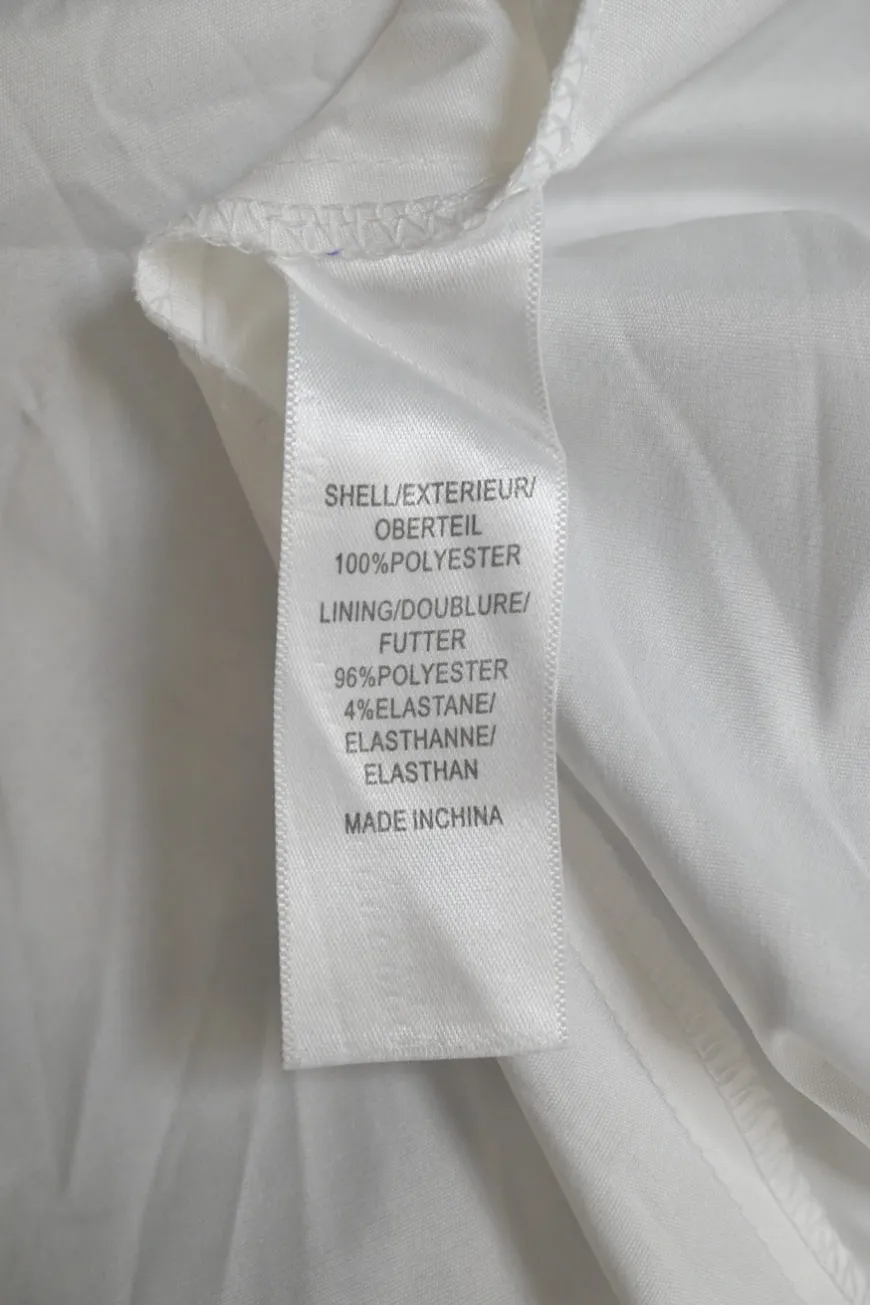 SHELL/EXTERIEUR/
OBERTEIL
100%POLYESTER
LINING/DOUBLURE/
FUTTER
96%POLYESTER
4%ELASTANE/
ELASTHANNE/
ELASTHAN
MADE INCHINA